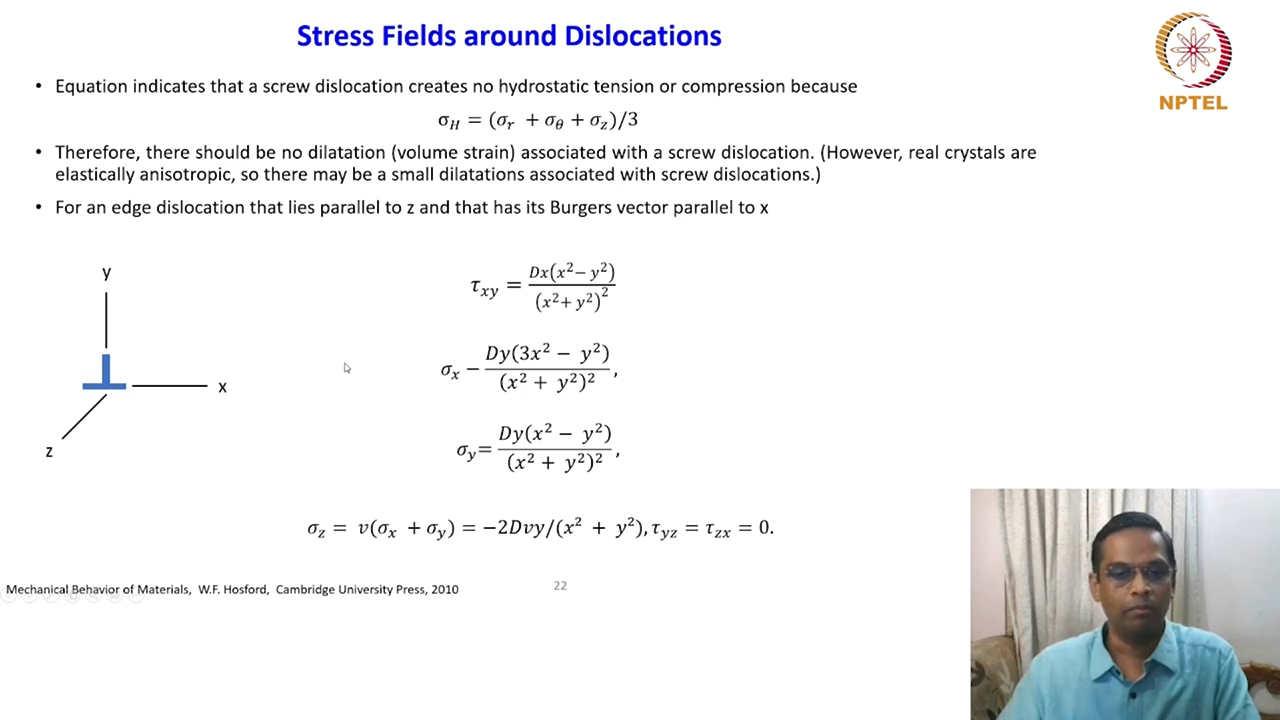 Stress Fields around Dislocations
NPTEL
• Equation indicates that a screw dislocation creates no hydrostatic tension or compression because
σ_H = (σ_r + σ_θ + σ_z)/3
• Therefore, there should be no dilatation (volume strain) associated with a screw dislocation. (However, real crystals are
elastically anisotropic, so there may be a small dilatations associated with screw dislocations.)
• For an edge dislocation that lies parallel to z and that has its Burgers vector parallel to x
y
x
z
τ_xy = Dx(x² − y²)/(x² + y²)²
σ_x − Dy(3x² − y²)/(x² + y²)²,
σ_y = Dy(x² − y²)/(x² + y²)²,
σ_z = ν(σ_x + σ_y) = −2Dνy/(x² + y²), τ_yz = τ_zx = 0.
Mechanical Behavior of Materials, W.F. Hosford, Cambridge University Press, 2010
22